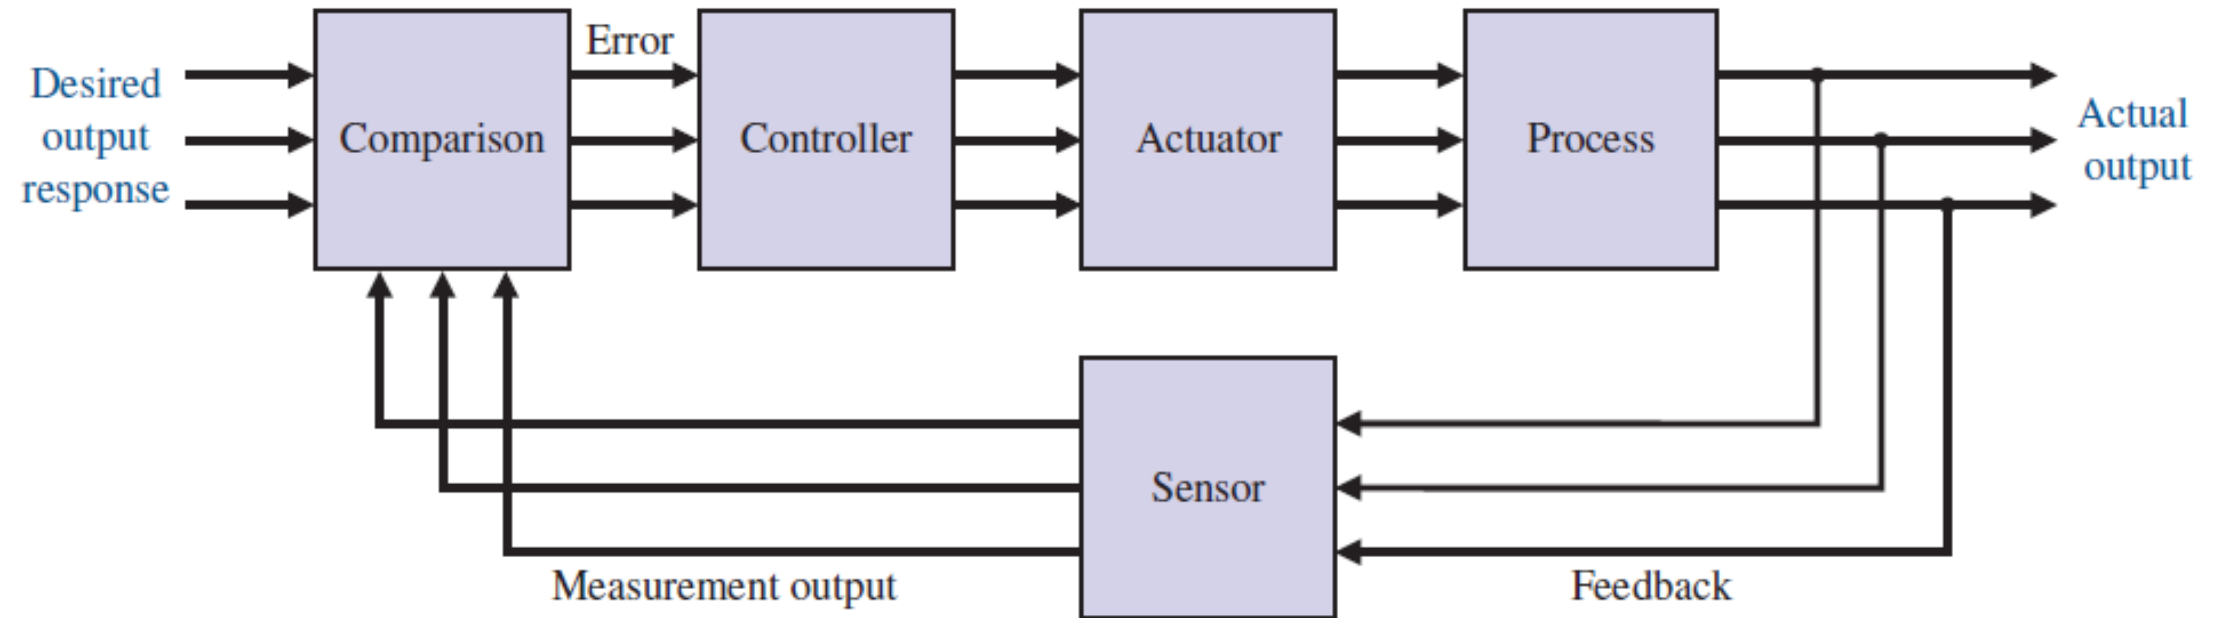 Desired
output
response
Comparison
Error
Controller
Actuator
Process
Actual
output
Sensor
Measurement output
Feedback